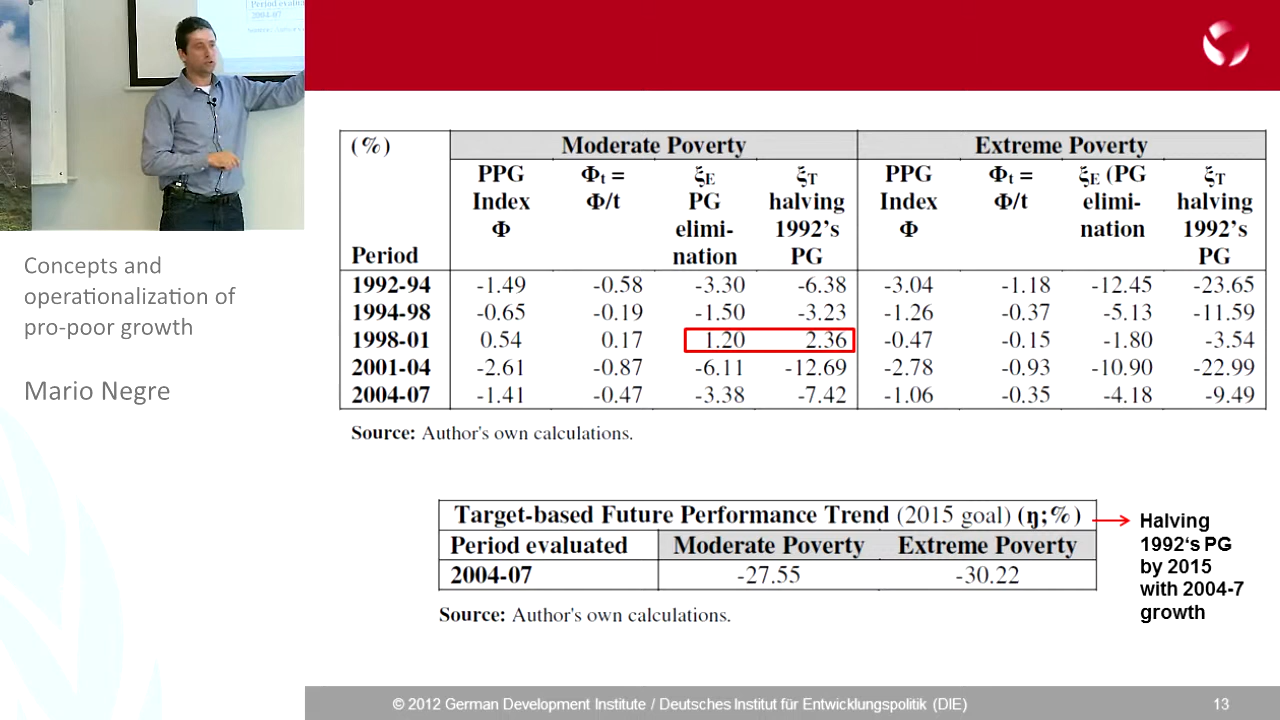 Period evalua
2004-07
Concepts and
operationalization of
pro-poor growth
Mario Negre
(%) Moderate Poverty Extreme Poverty
PPG Φt = ξE ξT PPG Φt = ξE (PG ξT
Index Φ/t PG halving Index Φ/t elimi- halving
Φ elimi- 1992's Φ nation 1992's
Period nation PG PG
1992-94 -1.49 -0.58 -3.30 -6.38 -3.04 -1.18 -12.45 -23.65
1994-98 -0.65 -0.19 -1.50 -3.23 -1.26 -0.37 -5.13 -11.59
1998-01 0.54 0.17 1.20 2.36 -0.47 -0.15 -1.80 -3.54
2001-04 -2.61 -0.87 -6.11 -12.69 -2.78 -0.93 -10.90 -22.99
2004-07 -1.41 -0.47 -3.38 -7.42 -1.06 -0.35 -4.18 -9.49
Source: Author's own calculations.
Target-based Future Performance Trend (2015 goal) (ŋ;%)
Period evaluated Moderate Poverty Extreme Poverty
2004-07 -27.55 -30.22
Source: Author's own calculations.
Halving
1992's PG
by 2015
with 2004-7
growth
© 2012 German Development Institute / Deutsches Institut für Entwicklungspolitik (DIE)
13